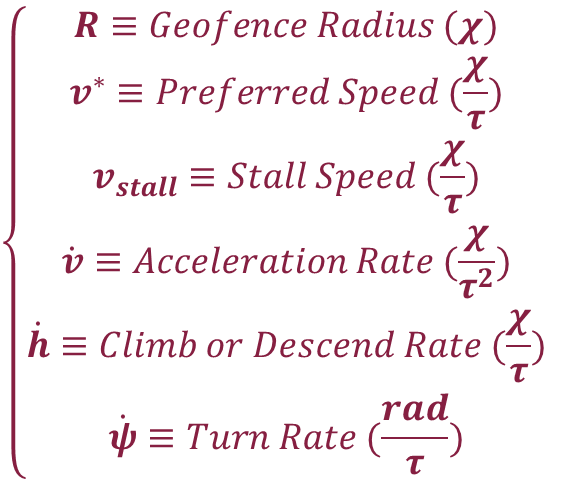 R ≡ Geofence Radius (χ)
v* ≡ Preferred Speed (χ/τ)
v_stall ≡ Stall Speed (χ/τ)
v̇ ≡ Acceleration Rate (χ/τ²)
ḣ ≡ Climb or Descend Rate (χ/τ)
ψ̇ ≡ Turn Rate (rad/τ)